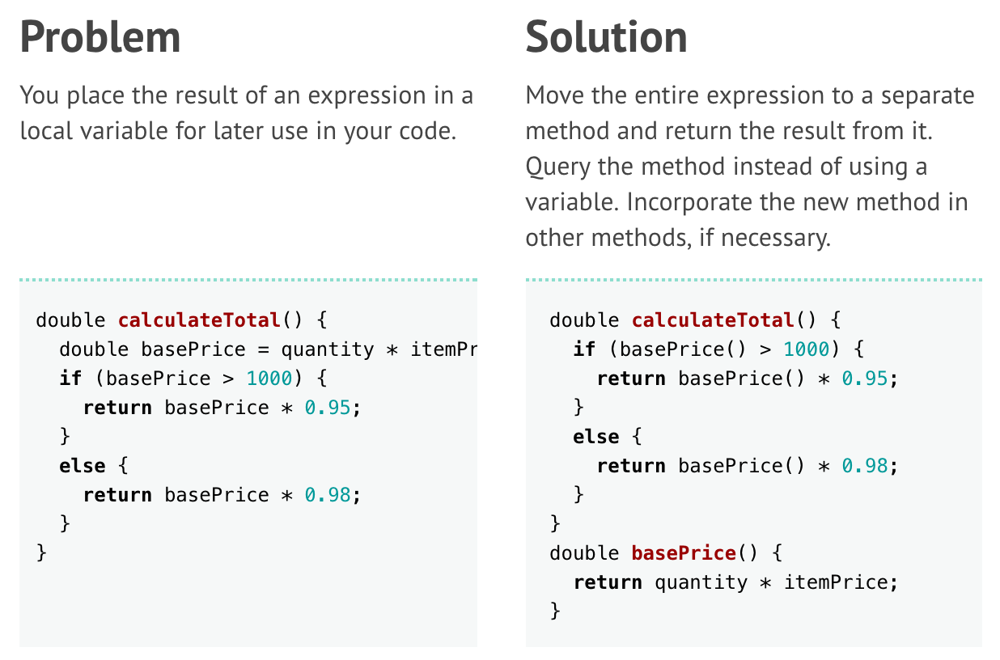 Problem
You place the result of an expression in a
local variable for later use in your code.
double calculateTotal() {
  double basePrice = quantity * itemPr
  if (basePrice > 1000) {
    return basePrice * 0.95;
  }
  else {
    return basePrice * 0.98;
  }
}
Solution
Move the entire expression to a separate
method and return the result from it.
Query the method instead of using a
variable. Incorporate the new method in
other methods, if necessary.
double calculateTotal() {
  if (basePrice() > 1000) {
    return basePrice() * 0.95;
  }
  else {
    return basePrice() * 0.98;
  }
}
double basePrice() {
  return quantity * itemPrice;
}